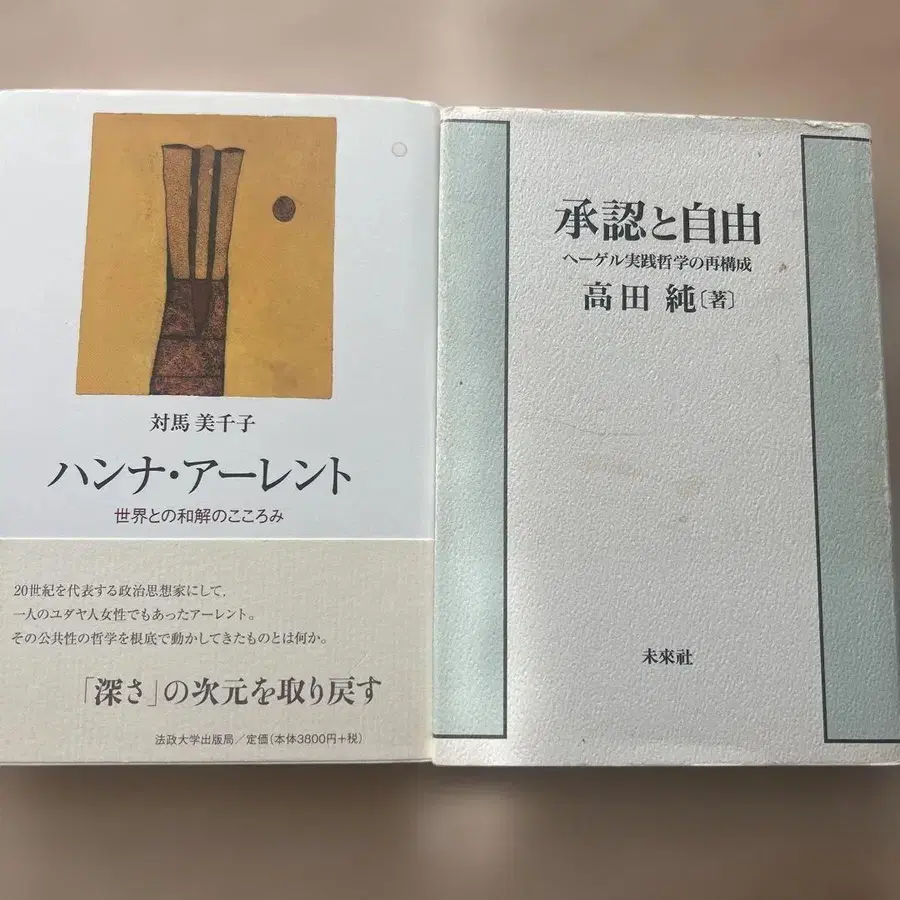 対馬 美千子
ハンナ・アーレント
世界との和解のこころみ
20世紀を代表する政治思想家にして,
一人のユダヤ人女性でもあったアーレント。
その公共性の哲学を根底で動かしてきたものとは何か。
「深さ」の次元を取り戻す
法政大学出版局/定価(本体3800円+税)
承認と自由
ヘーゲル実践哲学の再構成
高田 純〔著〕
未來社